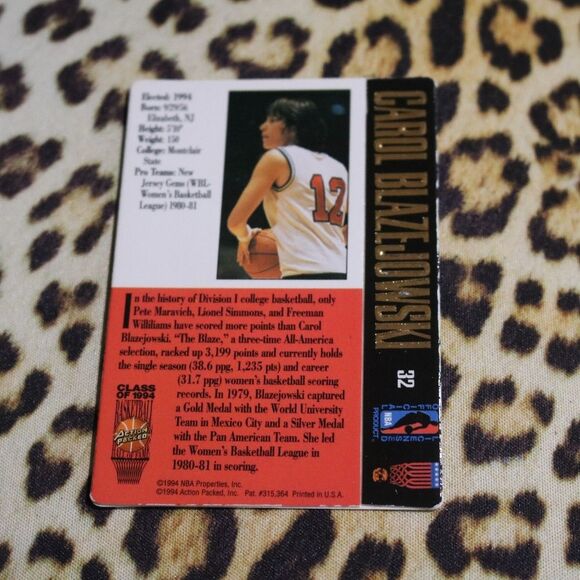 Elected: 1994
Born: 9/29/56
Elizabeth, NJ
Height: 5'10"
Weight: 150
College: Montclair
State
Pro Teams: New
Jersey Gems (WBL-
Women's Basketball
League) 1980-81
12
CAROL BLAZEJOWSKI
32
In the history of Division I college basketball, only
Pete Maravich, Lionel Simmons, and Freeman
Willliams have scored more points than Carol
Blazejowski. "The Blaze," a three-time All-America
selection, racked up 3,199 points and currently holds
the single season (38.6 ppg, 1,235 pts) and career
(31.7 ppg) women's basketball scoring
records. In 1979, Blazejowski captured
a Gold Medal with the World University
Team in Mexico City and a Silver Medal
with the Pan American Team. She led
the Women's Basketball League in
1980-81 in scoring.
CLASS OF 1994
BASKETBALL
ACTION PACKED
OFFICIAL LICENSED PRODUCT
NBA
©1994 NBA Properties, Inc.
©1994 Action Packed, Inc. Pat. #315,364 Printed in U.S.A.